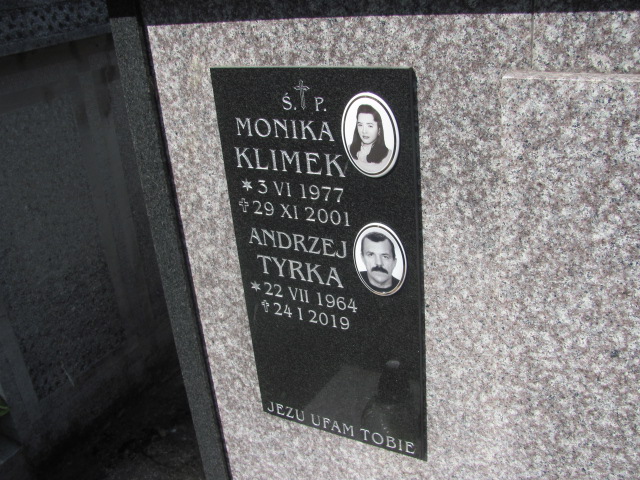 Ś. P.
MONIKA
KLIMEK
* 3 VI 1977
✝ 29 XI 2001
ANDRZEJ
TYRKA
* 22 VII 1964
✝ 24 I 2019
JEZU UFAM TOBIE